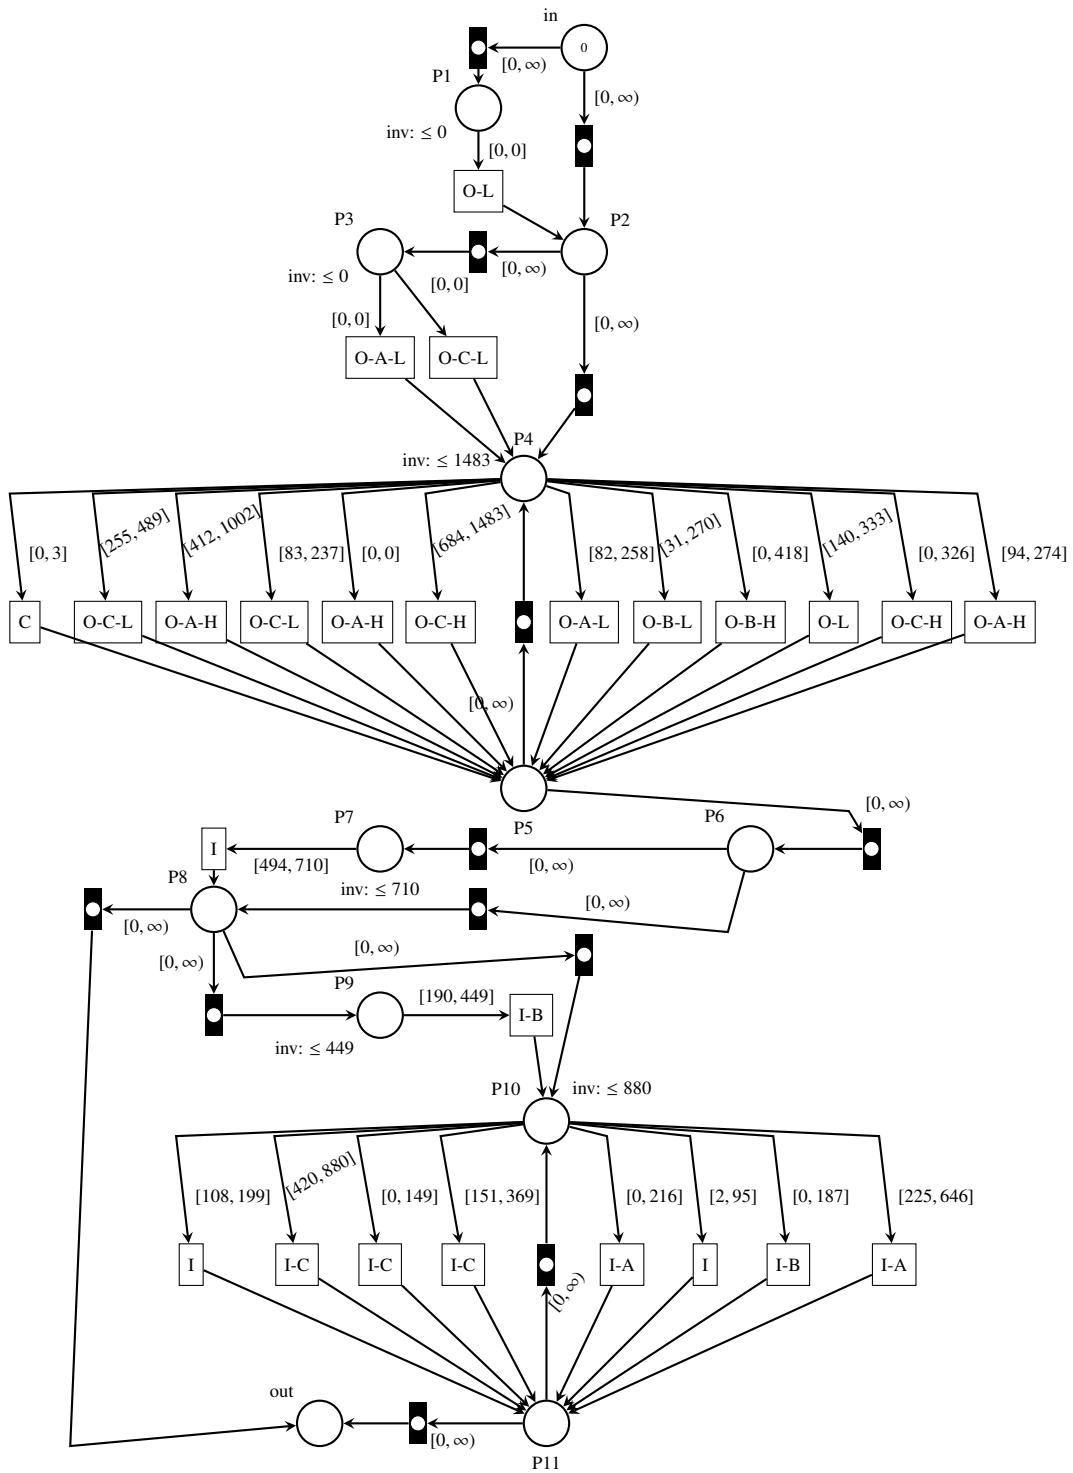 in
0
[0, ∞)
P1
[0, ∞)
inv: ≤ 0
[0, 0]
O-L
P3
P2
[0, ∞)
inv: ≤ 0
[0, 0]
[0, 0]
[0, ∞)
O-A-L
O-C-L
P4
inv: ≤ 1483
[0, 3]
[255, 489]
[412, 1002]
[83, 237]
[0, 0]
[684, 1483]
[82, 258]
[31, 270]
[0, 418]
[140, 333]
[0, 326]
[94, 274]
C
O-C-L
O-A-H
O-C-L
O-A-H
O-C-H
O-A-L
O-B-L
O-B-H
O-L
O-C-H
O-A-H
[0, ∞)
[0, ∞)
P7
P5
P6
I
[494, 710]
[0, ∞)
P8
inv: ≤ 710
[0, ∞)
[0, ∞)
[0, ∞)
[0, ∞)
P9
[190, 449]
I-B
inv: ≤ 449
P10
inv: ≤ 880
[108, 199]
[420, 880]
[0, 149]
[151, 369]
[0, 216]
[2, 95]
[0, 187]
[225, 646]
I
I-C
I-C
I-C
I-A
I
I-B
I-A
[0, ∞)
out
[0, ∞)
P11